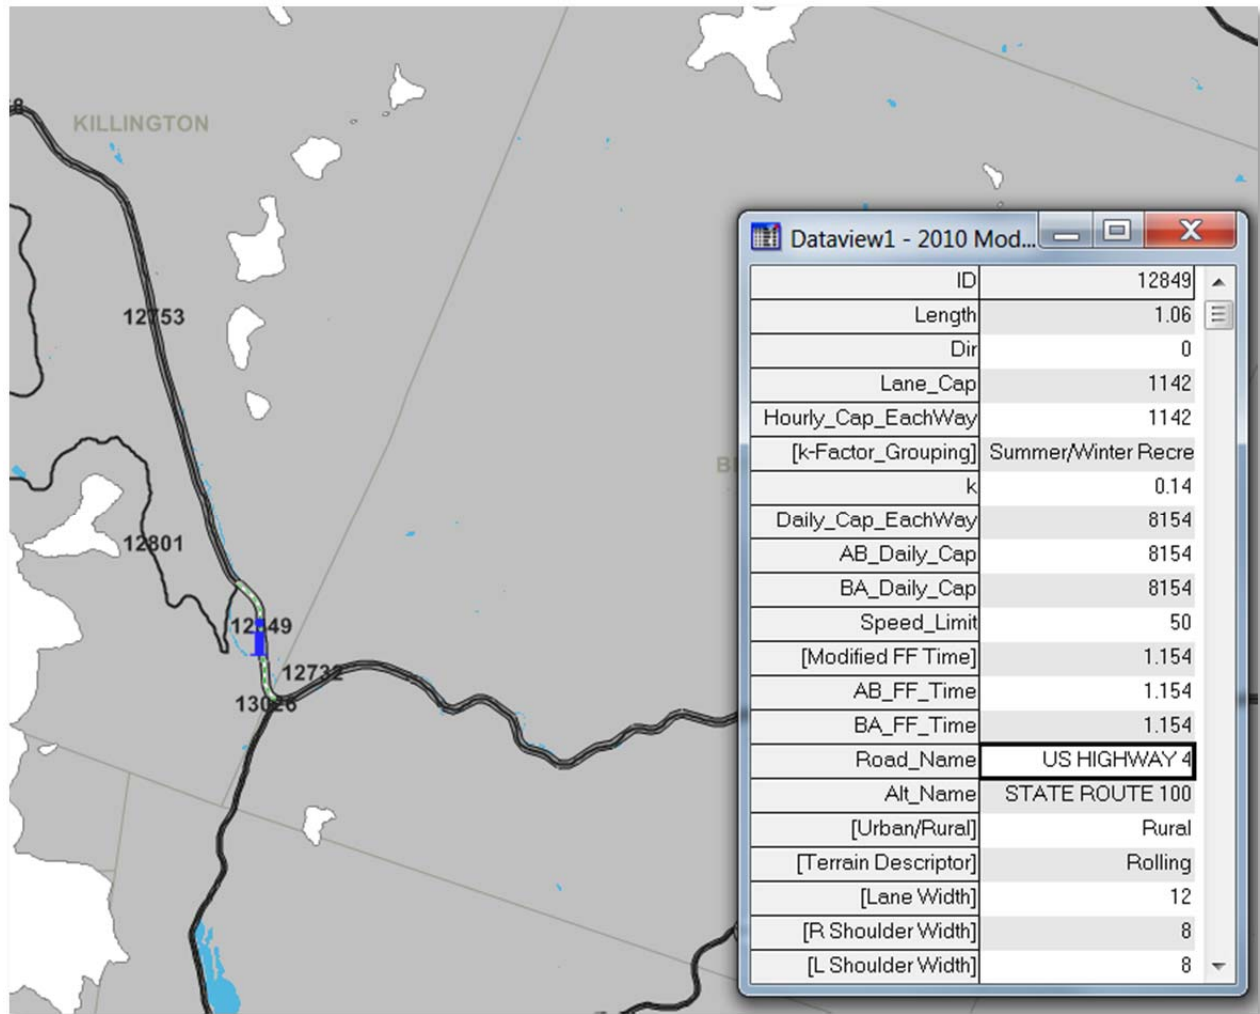 8
KILLINGTON
12753
12801
12849
12732
13026
Dataview1 - 2010 Mod...
ID 12849
Length 1.06
Dir 0
Lane_Cap 1142
Hourly_Cap_EachWay 1142
[k-Factor_Grouping] Summer/Winter Recre
k 0.14
Daily_Cap_EachWay 8154
AB_Daily_Cap 8154
BA_Daily_Cap 8154
Speed_Limit 50
[Modified FF Time] 1.154
AB_FF_Time 1.154
BA_FF_Time 1.154
Road_Name US HIGHWAY 4
Alt_Name STATE ROUTE 100
[Urban/Rural] Rural
[Terrain Descriptor] Rolling
[Lane Width] 12
[R Shoulder Width] 8
[L Shoulder Width] 8